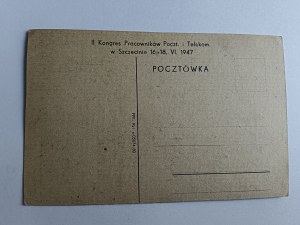 II Kongres Pracowników Poczt. i Telekom.
w Szczecinie 16-18. VI. 1947
POCZTÓWKA